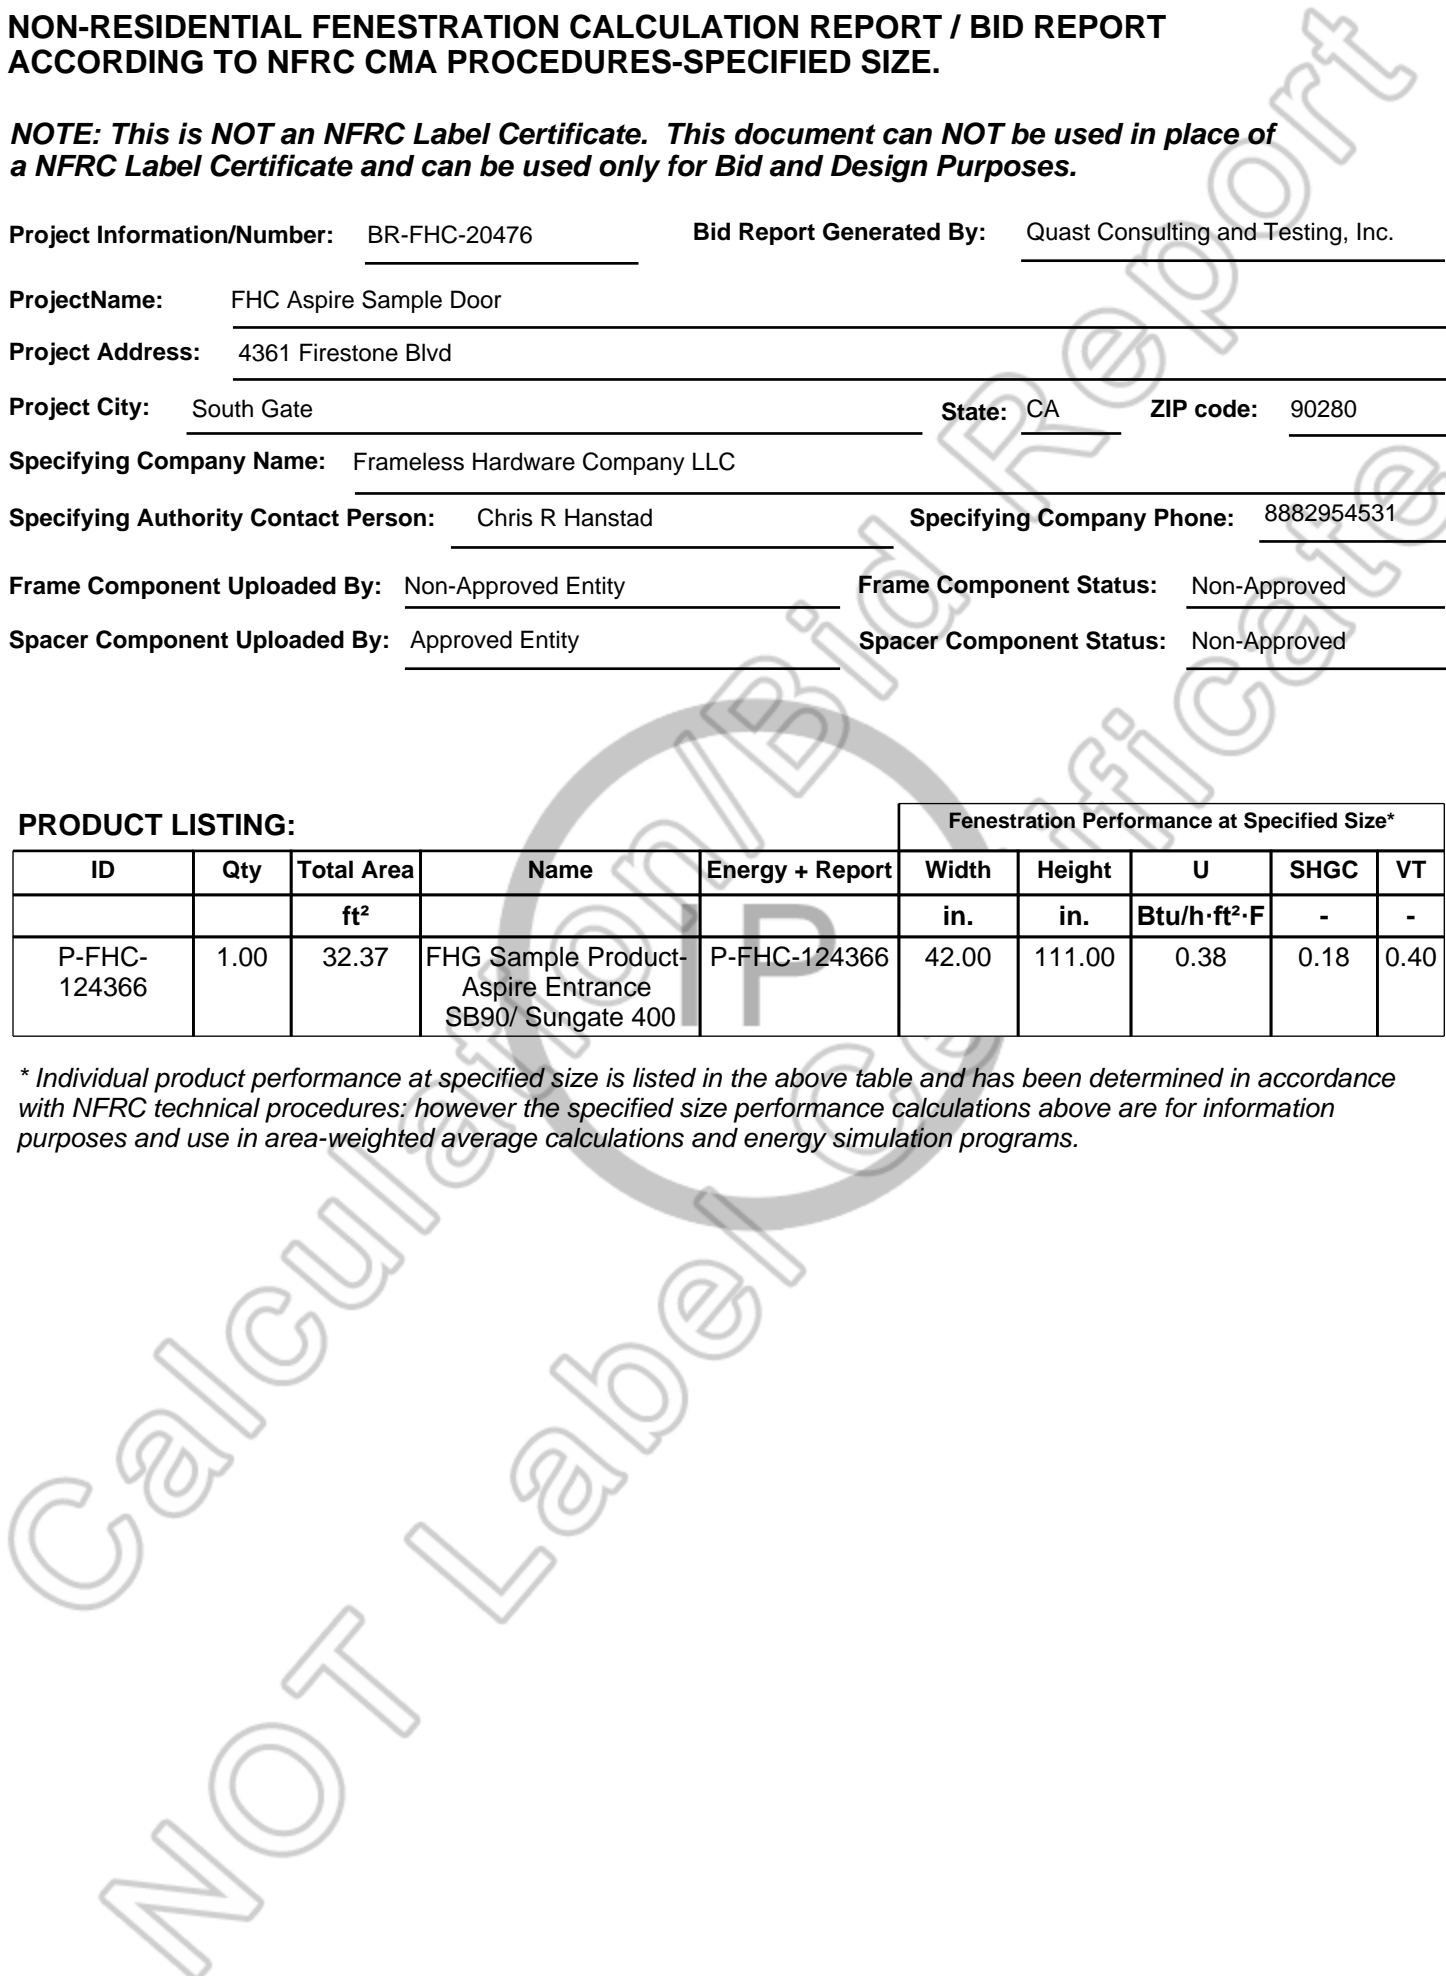 NON-RESIDENTIAL FENESTRATION CALCULATION REPORT / BID REPORT
ACCORDING TO NFRC CMA PROCEDURES-SPECIFIED SIZE.
NOTE: This is NOT an NFRC Label Certificate. This document can NOT be used in place of
a NFRC Label Certificate and can be used only for Bid and Design Purposes.
Project Information/Number: BR-FHC-20476 Bid Report Generated By: Quast Consulting and Testing, Inc.
ProjectName: FHC Aspire Sample Door
Project Address: 4361 Firestone Blvd
Project City: South Gate State: CA ZIP code: 90280
Specifying Company Name: Frameless Hardware Company LLC
Specifying Authority Contact Person: Chris R Hanstad Specifying Company Phone: 8882954531
Frame Component Uploaded By: Non-Approved Entity Frame Component Status: Non-Approved
Spacer Component Uploaded By: Approved Entity Spacer Component Status: Non-Approved
PRODUCT LISTING: Fenestration Performance at Specified Size*
ID Qty Total Area Name Energy + Report Width Height U SHGC VT
ft² in. in. Btu/h·ft²·F - -
P-FHC- 1.00 32.37 FHG Sample Product- P-FHC-124366 42.00 111.00 0.38 0.18 0.40
124366 Aspire Entrance
SB90/ Sungate 400
* Individual product performance at specified size is listed in the above table and has been determined in accordance
with NFRC technical procedures: however the specified size performance calculations above are for information
purposes and use in area-weighted average calculations and energy simulation programs.
IP
Calculation/Bid Report
NOT Label Certificate